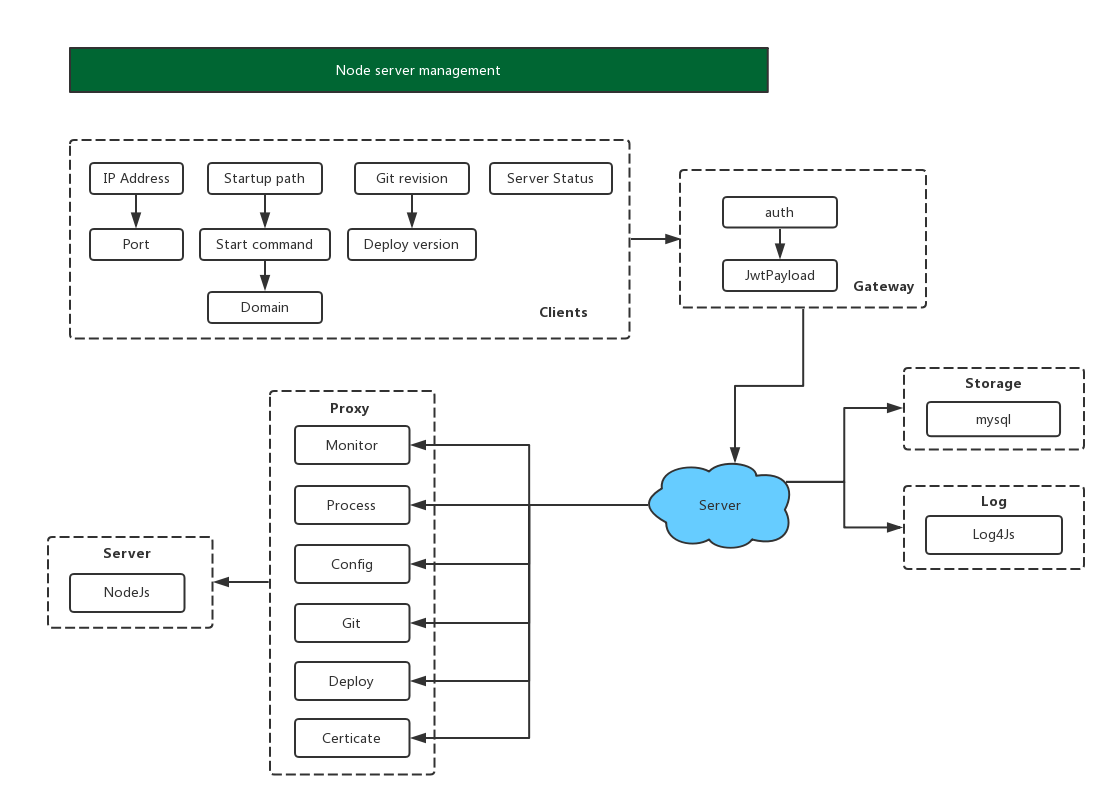 Node server management
IP Address
Startup path
Git revision
Server Status
Port
Start command
Deploy version
Domain
Clients
auth
JwtPayload
Gateway
Storage
mysql
Proxy
Monitor
Process
Config
Git
Deploy
Certicate
Server
Log
Log4Js
Server
NodeJs